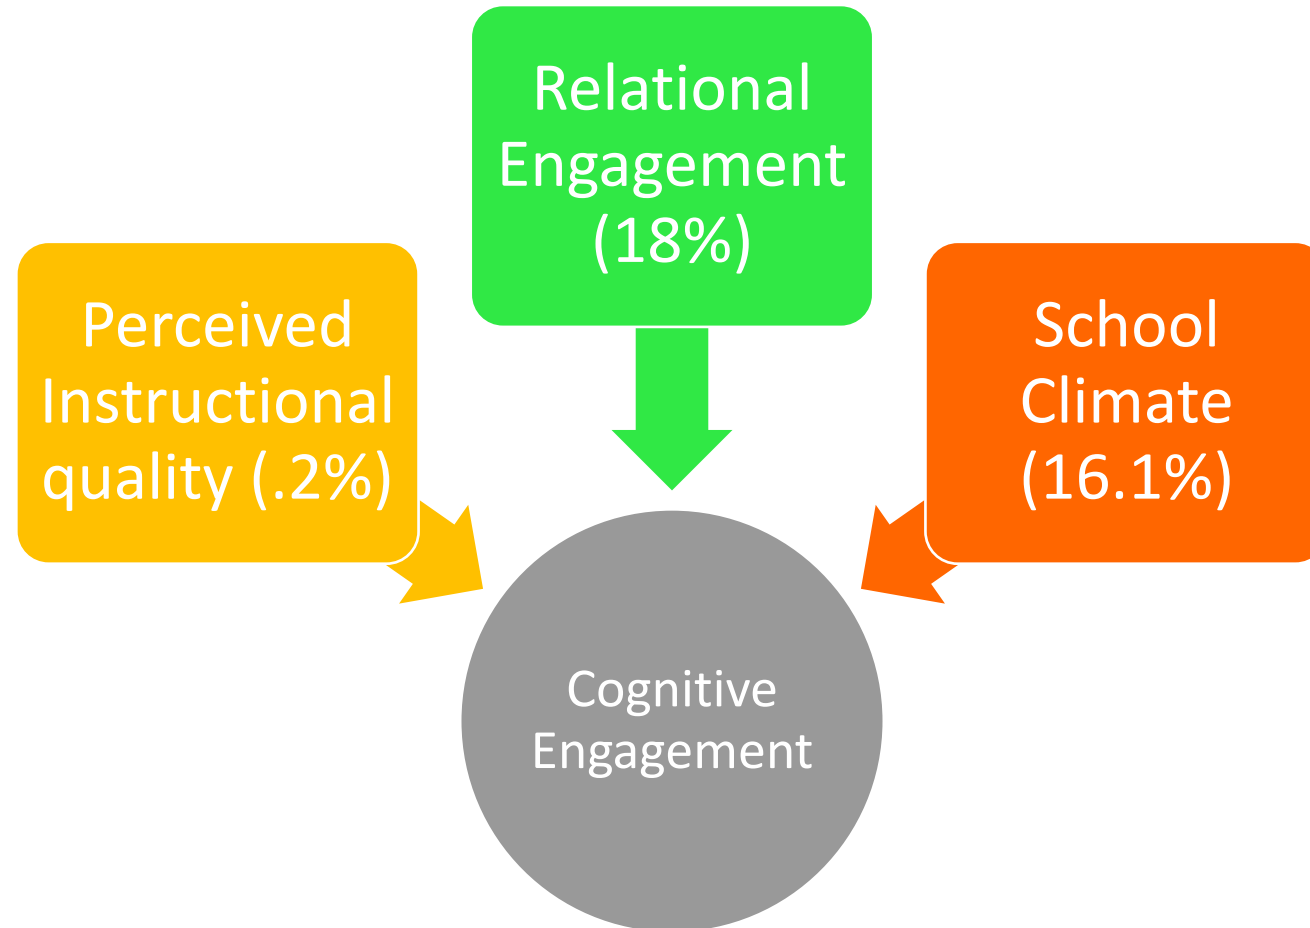 Relational
Engagement
(18%)
Perceived
Instructional
quality (.2%)
School
Climate
(16.1%)
Cognitive
Engagement